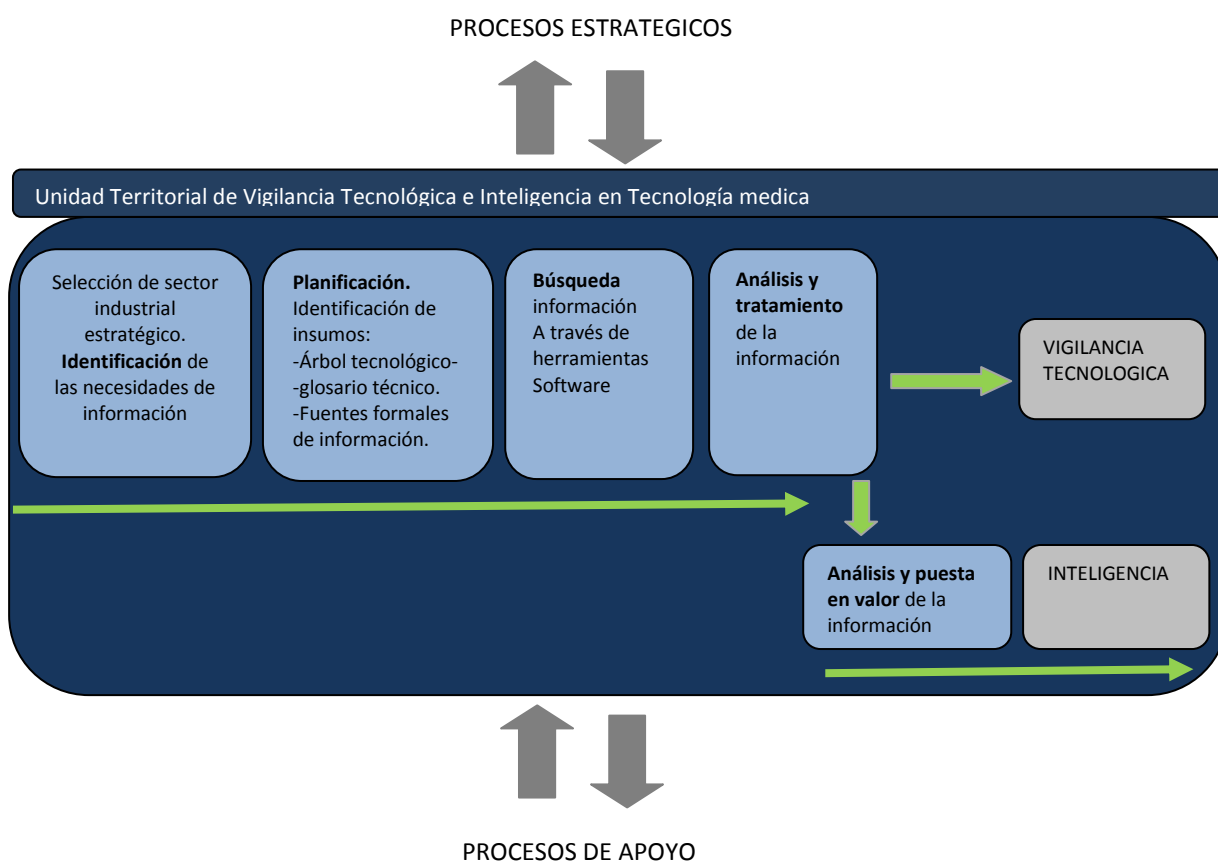 PROCESOS ESTRATEGICOS
Unidad Territorial de Vigilancia Tecnológica e Inteligencia en Tecnología medica
Selección de sector
industrial
estratégico.
Identificación de
las necesidades de
información
Planificación.
Identificación de
insumos:
-Árbol tecnológico-
-glosario técnico.
-Fuentes formales
de información.
Búsqueda
información
A través de
herramientas
Software
Análisis y
tratamiento
de la
información
VIGILANCIA
TECNOLOGICA
Análisis y puesta
en valor de la
información
INTELIGENCIA
PROCESOS DE APOYO